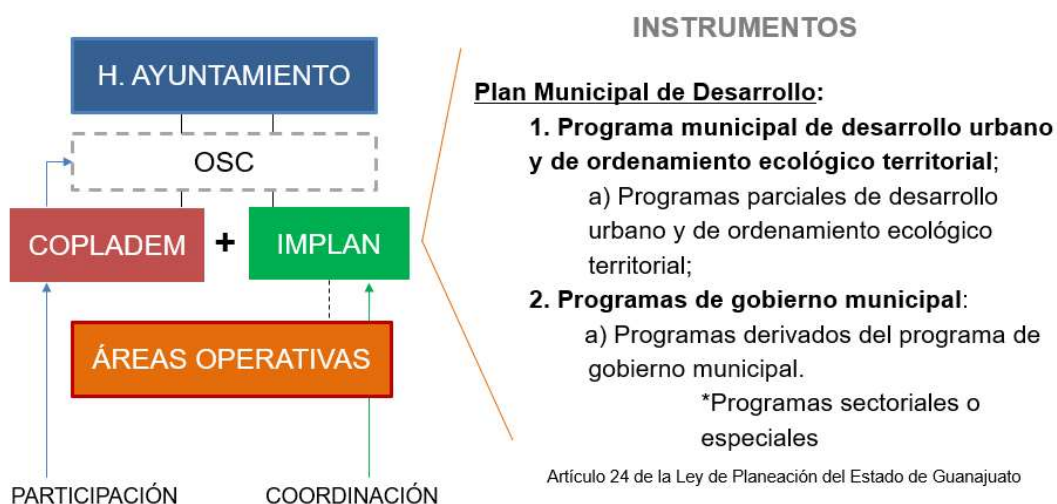 H. AYUNTAMIENTO
OSC
COPLADEM
+
IMPLAN
ÁREAS OPERATIVAS
PARTICIPACIÓN
COORDINACIÓN
INSTRUMENTOS
Plan Municipal de Desarrollo:
1. Programa municipal de desarrollo urbano
y de ordenamiento ecológico territorial;
a) Programas parciales de desarrollo
urbano y de ordenamiento ecológico
territorial;
2. Programas de gobierno municipal:
a) Programas derivados del programa de
gobierno municipal.
*Programas sectoriales o
especiales
Artículo 24 de la Ley de Planeación del Estado de Guanajuato